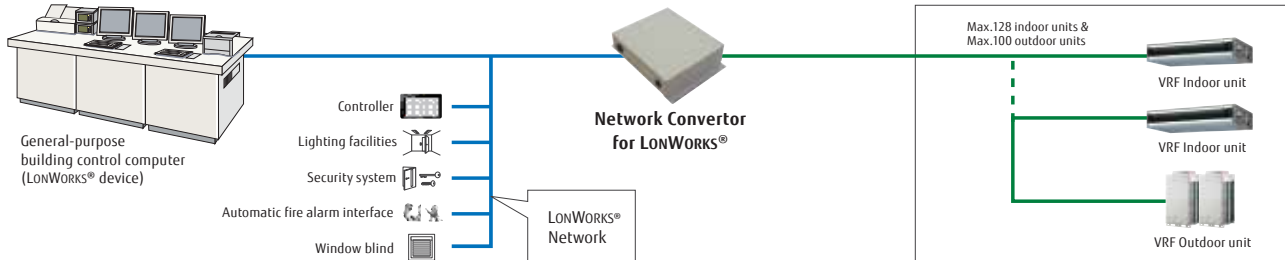 General-purpose
building control computer
(LONWORKS® device)
Controller
Lighting facilities
Security system
Automatic fire alarm interface
Window blind
LONWORKS®
Network
Network Convertor
for LONWORKS®
Max.128 indoor units &
Max.100 outdoor units
VRF Indoor unit
VRF Indoor unit
VRF Outdoor unit